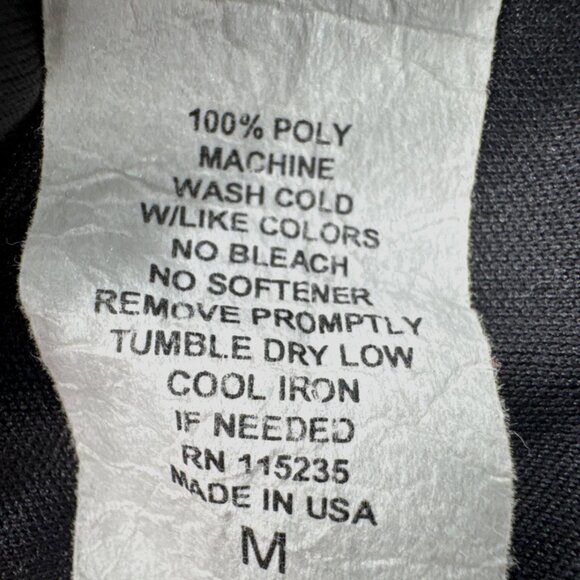 100% POLY
MACHINE
WASH COLD
W/LIKE COLORS
NO BLEACH
NO SOFTENER
REMOVE PROMPTLY
TUMBLE DRY LOW
COOL IRON
IF NEEDED
RN 115235
MADE IN USA
M